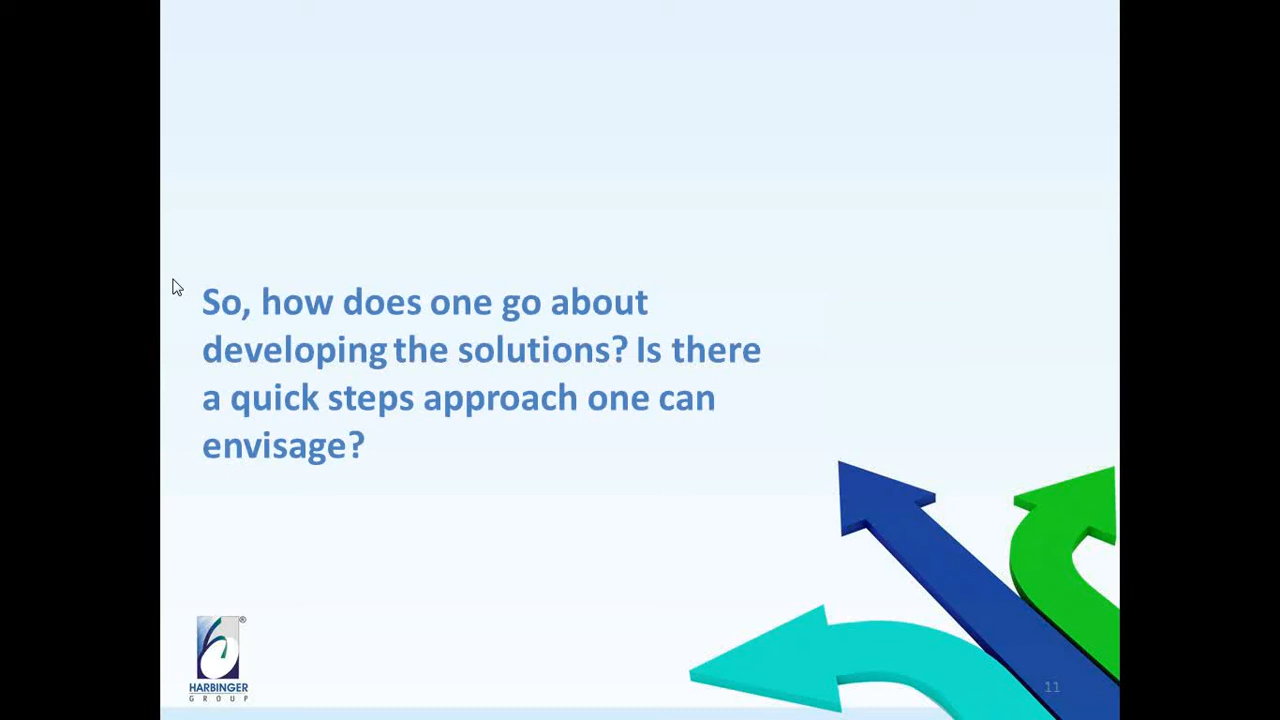 So, how does one go about
developing the solutions? Is there
a quick steps approach one can
envisage?
®
HARBINGER
GROUP
11